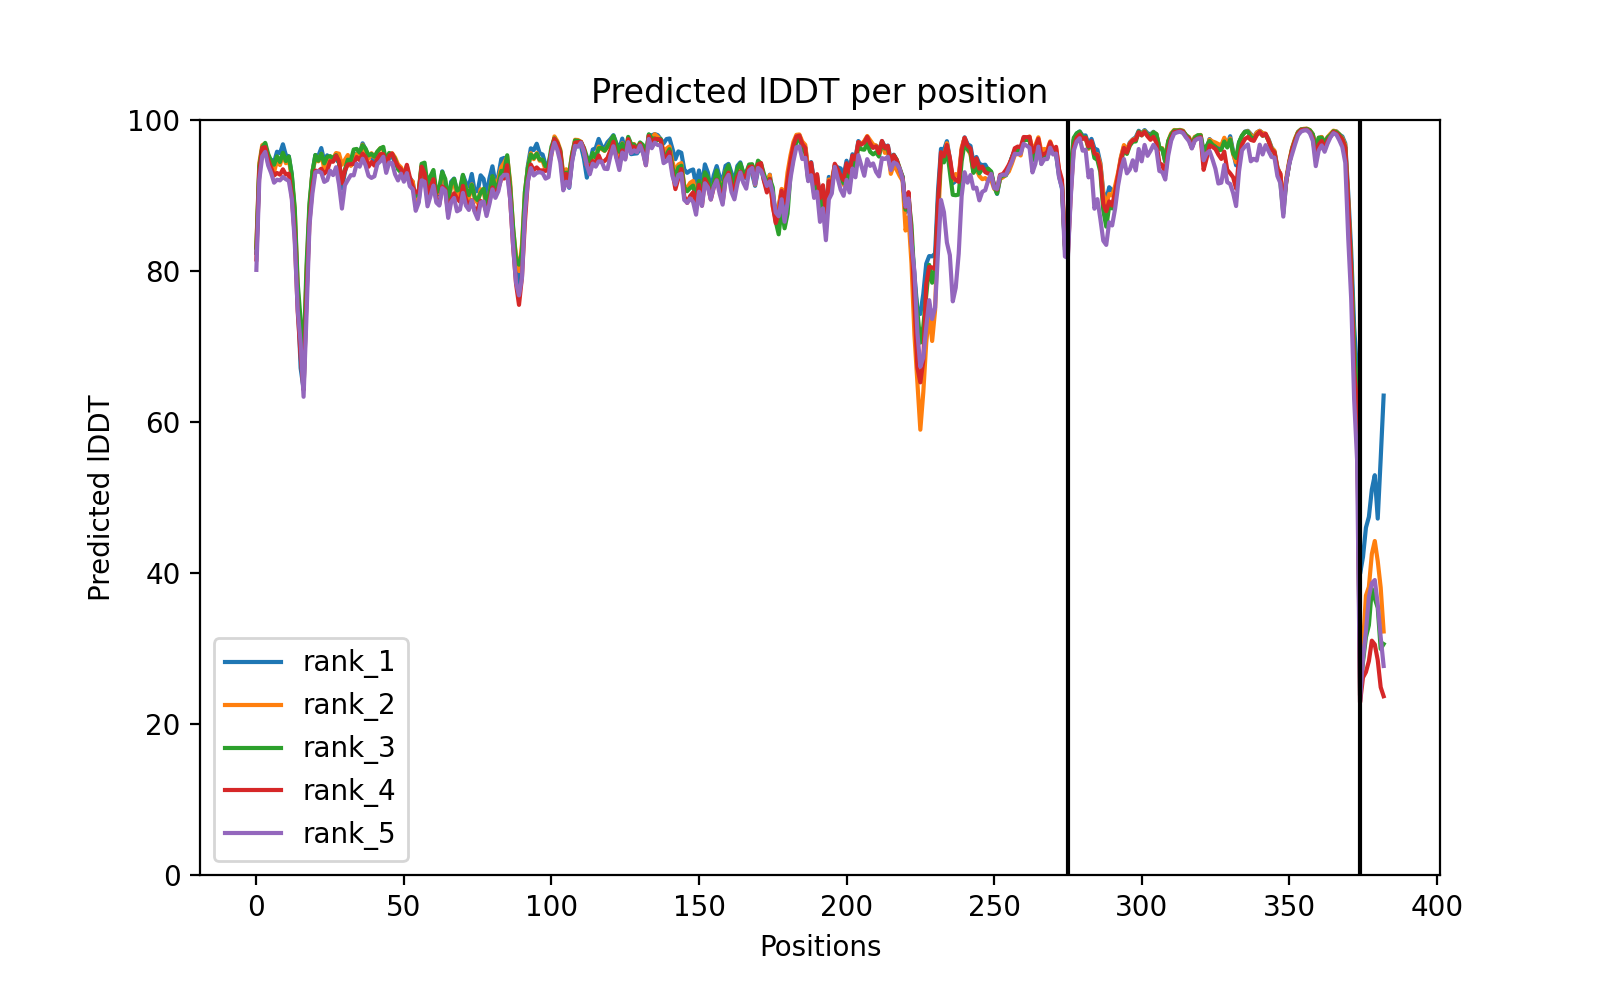 Predicted lDDT per position
100
80
60
40
20
0
Predicted lDDT
rank_1
rank_2
rank_3
rank_4
rank_5
0 50 100 150 200 250 300 350 400
Positions